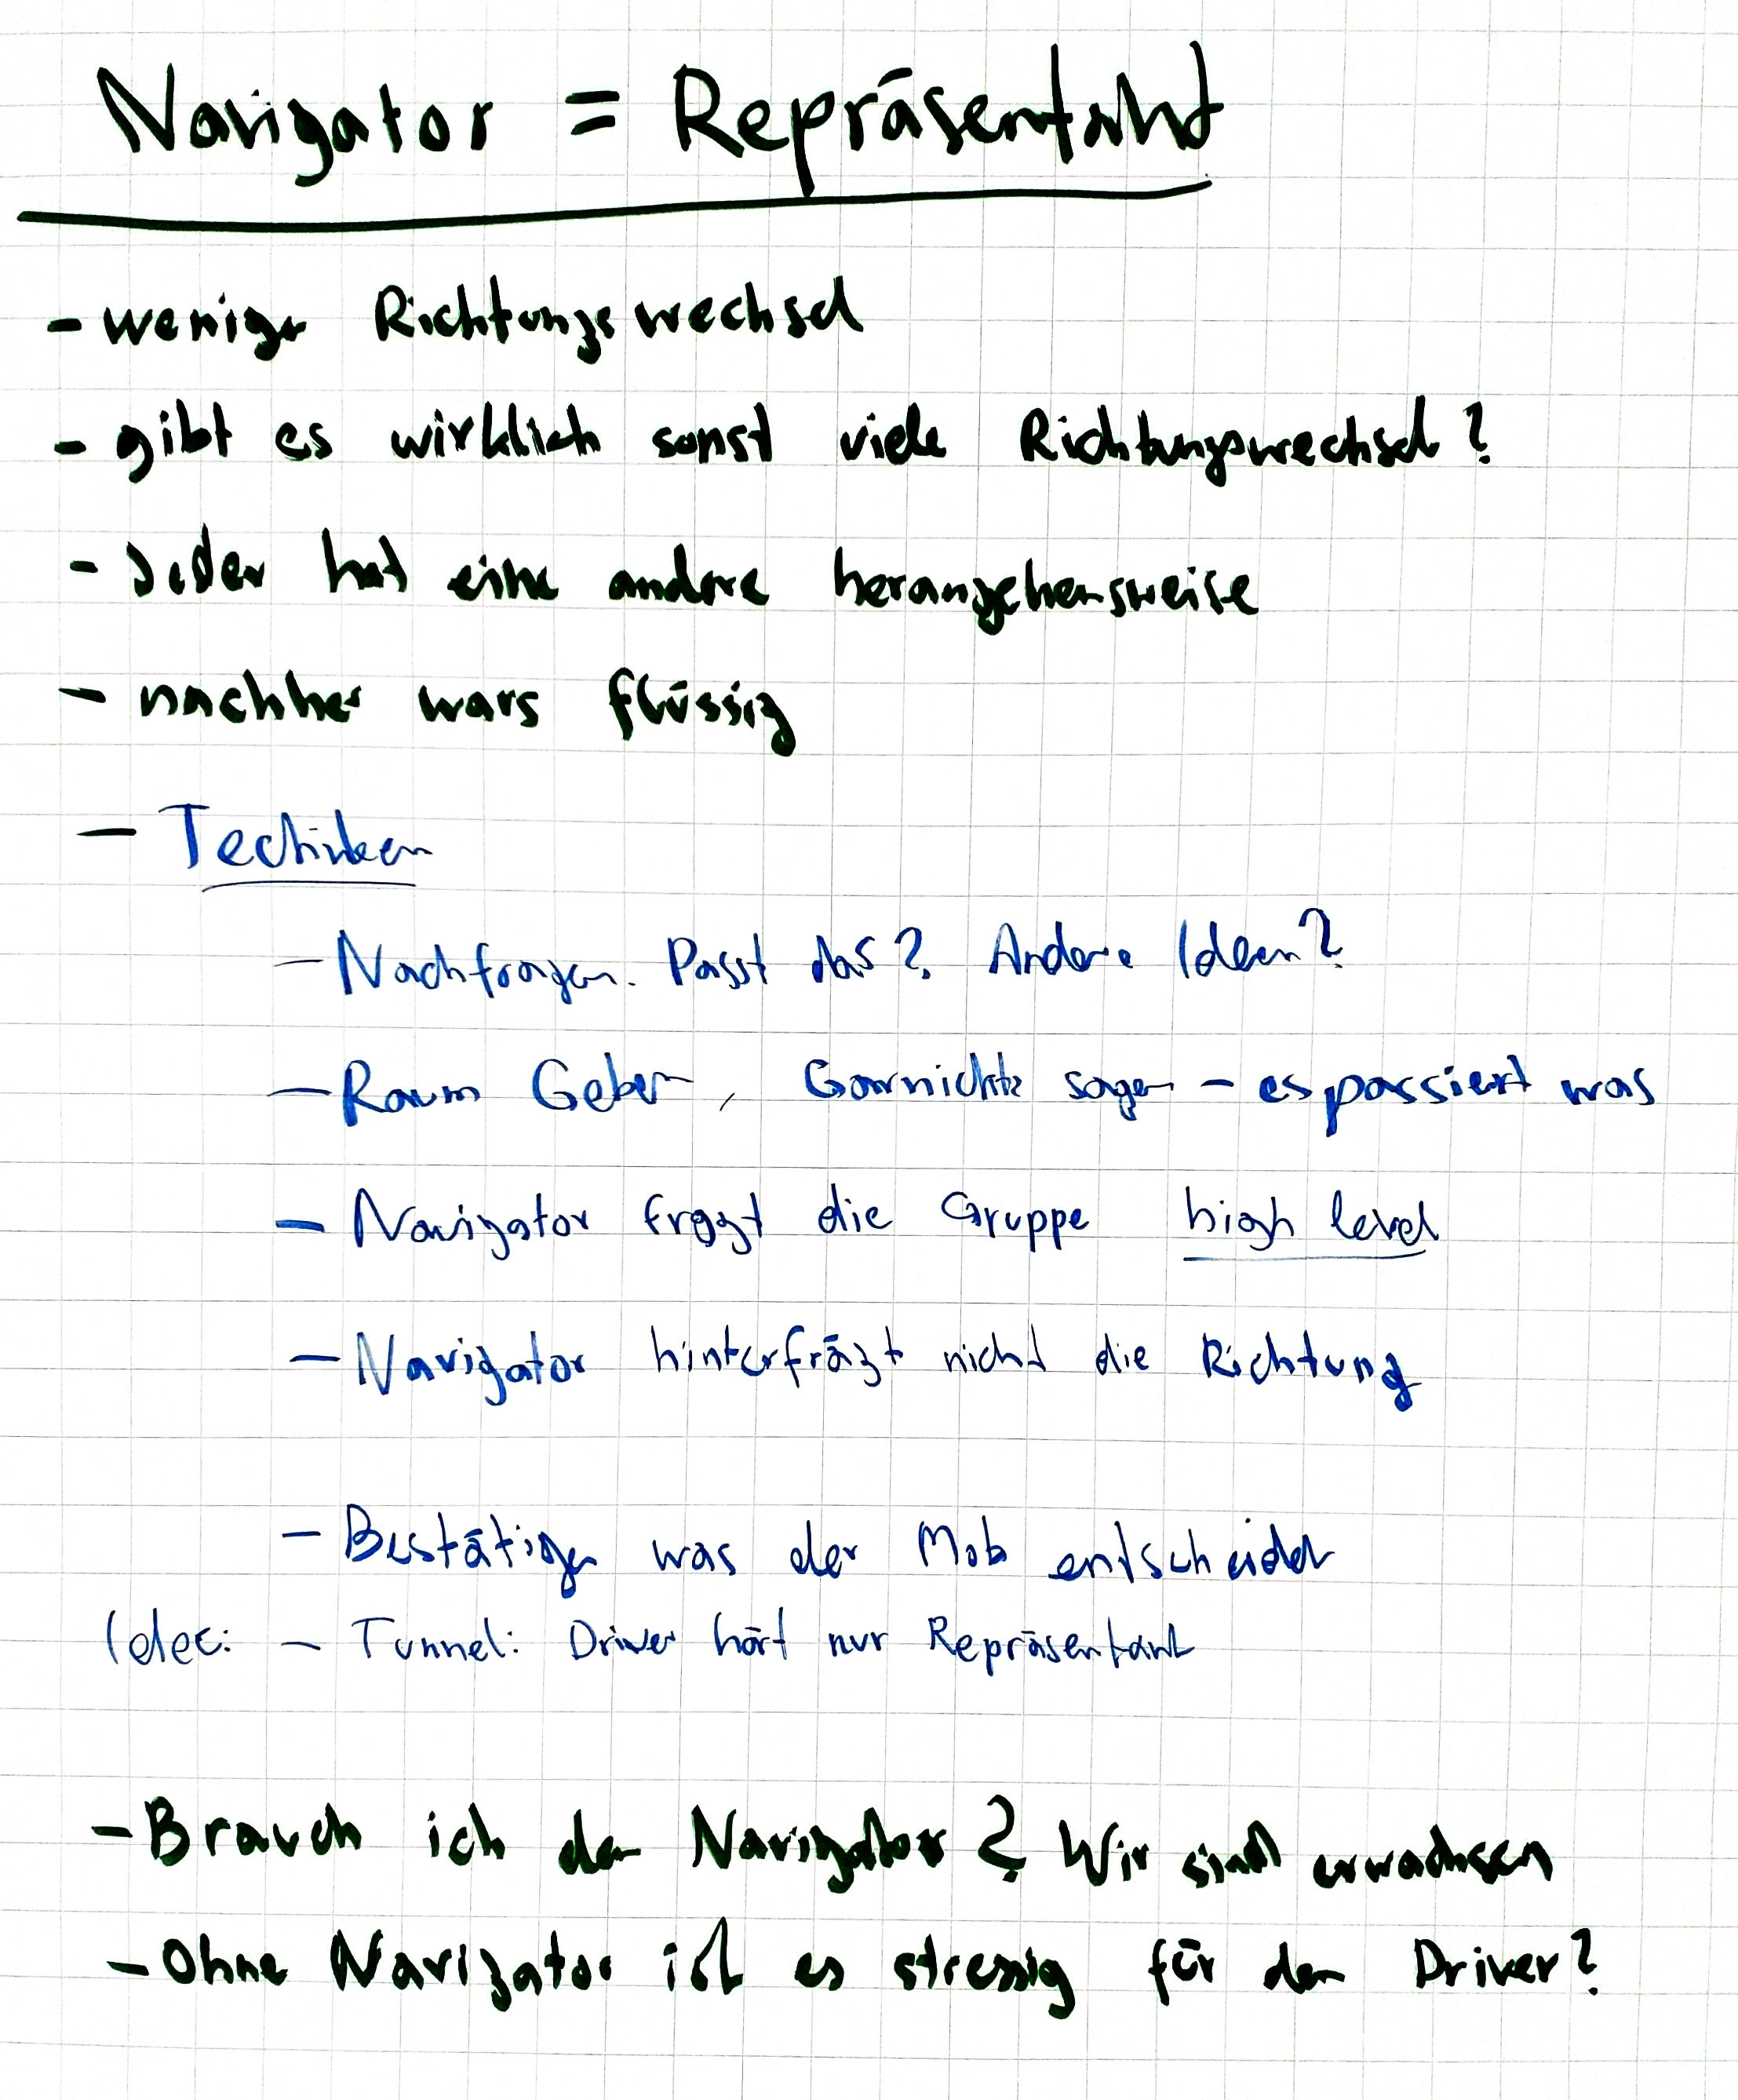 Navigator = Repräsentant
- weniger Richtungswechsel
- gibt es wirklich sonst viele Richtungswechsel?
- Jeder hat eine andere herangehensweise
- nachher wars flüssig
- Techniken
- Nachfragen. Passt das? Andere Ideen?
- Raum Geben, Garnichts sagen - es passiert was
- Navigator frägt die Gruppe high level
- Navigator hinterfrägt nicht die Richtung
- Bestätigen was der Mob entscheidet
Idee: - Tunnel: Driver hört nur Repräsentant
- Brauch ich den Navigator? Wir sind erwachsen
- Ohne Navigator ist es stressig für den Driver?